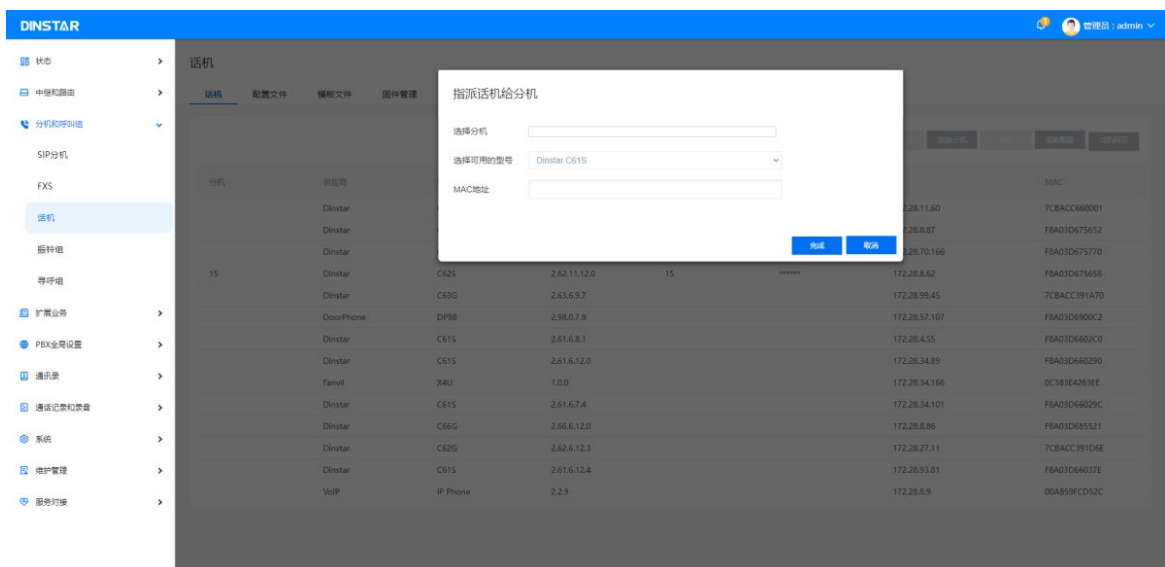 DINSTAR
管理员：admin
状态
中继和路由
分机和呼叫组
SIP分机
FXS
话机
振铃组
寻呼组
扩展业务
PBX全局设置
通讯录
通话记录和录音
系统
维护管理
服务对接
话机
话机 配置文件 模板文件 固件管理
指派话机给分机
选择分机
选择可用的型号 Dinstar C61S
MAC地址
完成 取消
分机 供应商 MAC
Dinstar 28.11.60 7CBACC660001
Dinstar 28.8.87 F8A03D675652
Dinstar 28.70.166 F8A03D675770
15 Dinstar C62S 2.62.11.12.0 15 ****** 172.28.8.62 F8A03D675656
Dinstar C63G 2.63.6.9.7 172.28.99.45 7CBACC391A70
DoorPhone DP98 2.98.0.7.9 172.28.57.107 F8A03D6900C2
Dinstar C61S 2.61.6.8.1 172.28.4.55 F8A03D6602C0
Dinstar C61S 2.61.6.12.0 172.28.34.89 F8A03D660290
Fanvil X4U 1.0.0 172.28.34.166 0C383E4263EE
Dinstar C61S 2.61.6.7.4 172.28.34.101 F8A03D66029C
Dinstar C66G 2.66.6.12.0 172.28.8.86 F8A03D685521
Dinstar C62G 2.62.6.12.3 172.28.27.11 7CBACC391D6E
Dinstar C61S 2.61.6.12.4 172.28.93.81 F8A03D66037E
VoIP IP Phone 2.2.9 172.28.8.9 00A859FCD52C